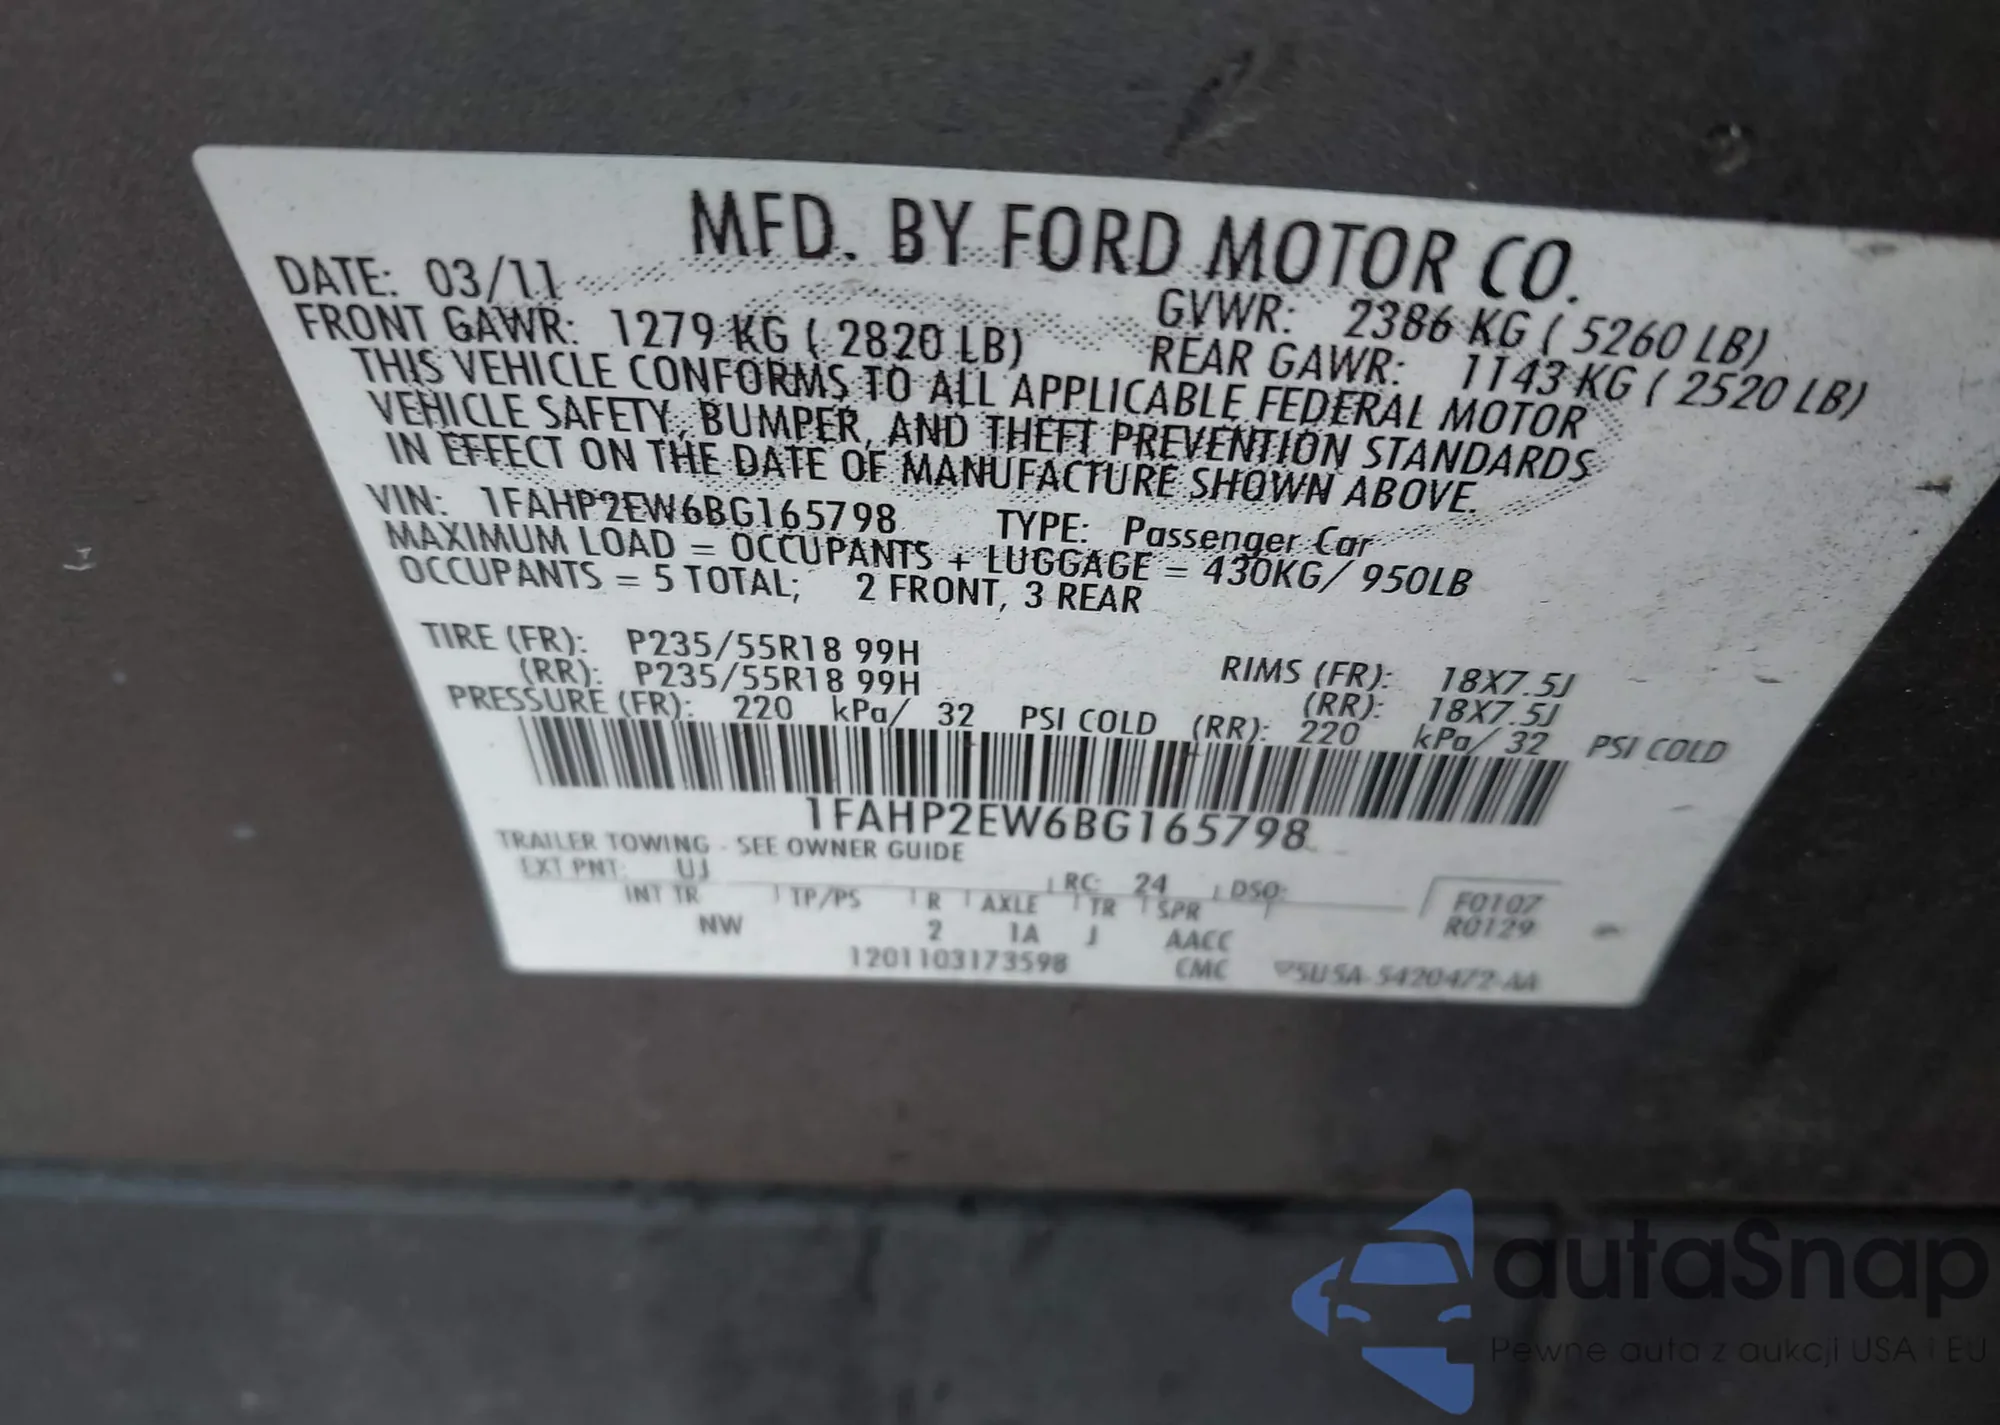 MFD. BY FORD MOTOR CO.
DATE: 03/11 GVWR: 2386 KG ( 5260 LB)
FRONT GAWR: 1279 KG ( 2820 LB) REAR GAWR: 1143 KG ( 2520 LB)
THIS VEHICLE CONFORMS TO ALL APPLICABLE FEDERAL MOTOR
VEHICLE SAFETY, BUMPER, AND THEFT PREVENTION STANDARDS
IN EFFECT ON THE DATE OF MANUFACTURE SHOWN ABOVE.
VIN: 1FAHP2EW6BG165798 TYPE: Passenger Car
MAXIMUM LOAD = OCCUPANTS + LUGGAGE = 430KG/ 950LB
OCCUPANTS = 5 TOTAL; 2 FRONT, 3 REAR
TIRE (FR): P235/55R18 99H RIMS (FR): 18X7.5J
(RR): P235/55R18 99H (RR): 18X7.5J
PRESSURE (FR): 220 kPa/ 32 PSI COLD (RR): 220 kPa/ 32 PSI COLD
1FAHP2EW6BG165798
TRAILER TOWING - SEE OWNER GUIDE
EXT PNT: UJ RC: 24 DSO: F0107
INT TR TP/PS R AXLE TR SPR R0129
NW 2 1A J AACC
1201103173598 CMC
autaSnap
Pewne auta z aukcji USA i EU